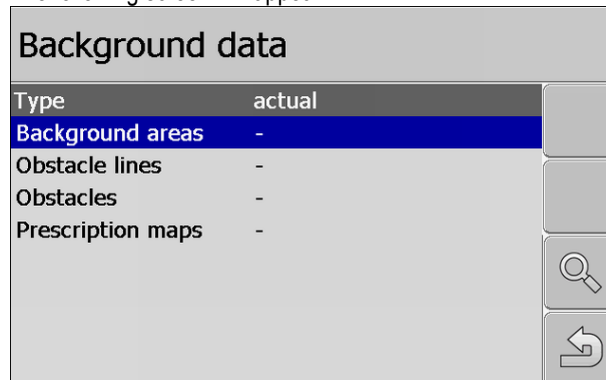 Background data
Type actual
Background areas -
Obstacle lines -
Obstacles -
Prescription maps -